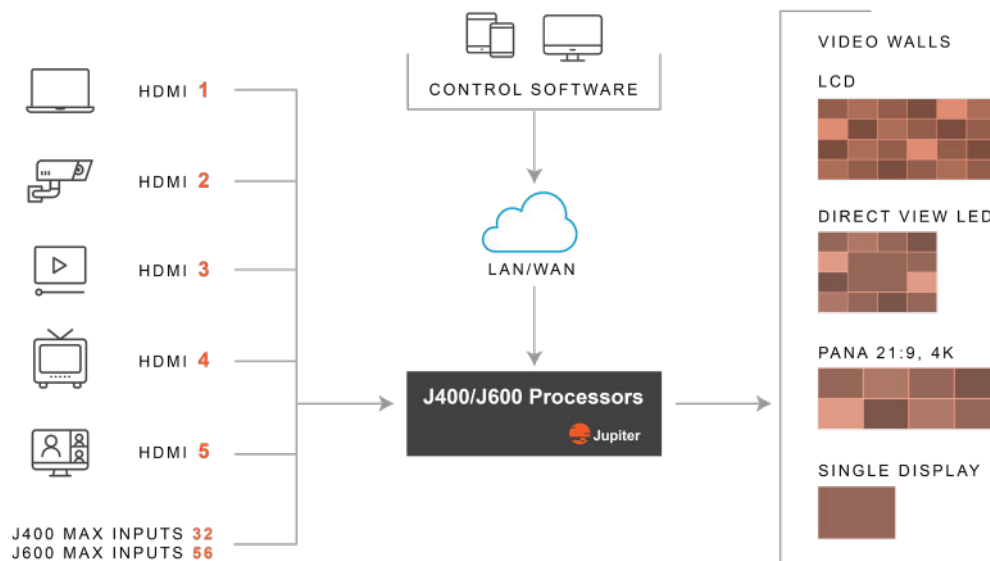 HDMI 1
HDMI 2
HDMI 3
HDMI 4
HDMI 5
J400 MAX INPUTS 32
J600 MAX INPUTS 56
CONTROL SOFTWARE
LAN/WAN
J400/J600 Processors
Jupiter
VIDEO WALLS
LCD
DIRECT VIEW LED
PANA 21:9, 4K
SINGLE DISPLAY